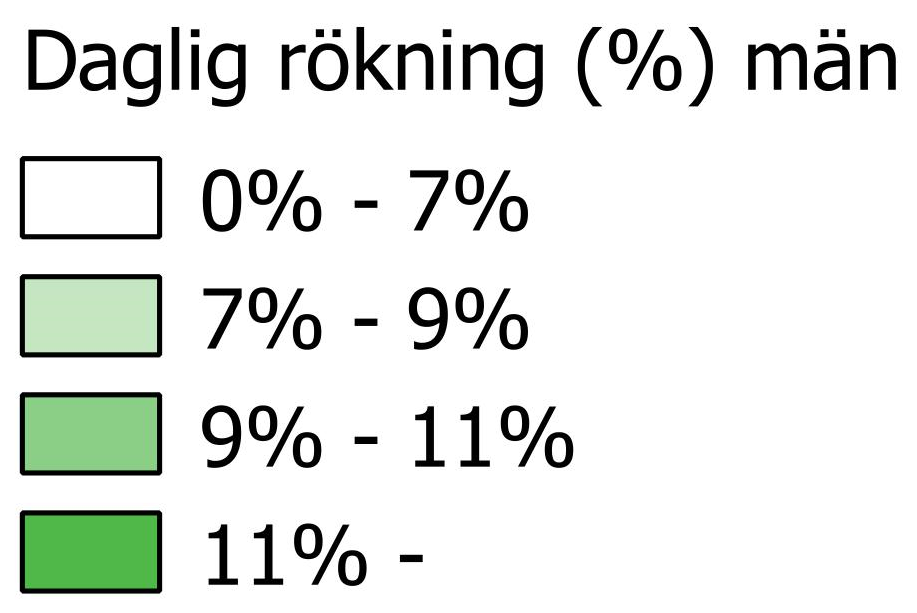 Daglig rökning (%) män
0% - 7%
7% - 9%
9% - 11%
11% -